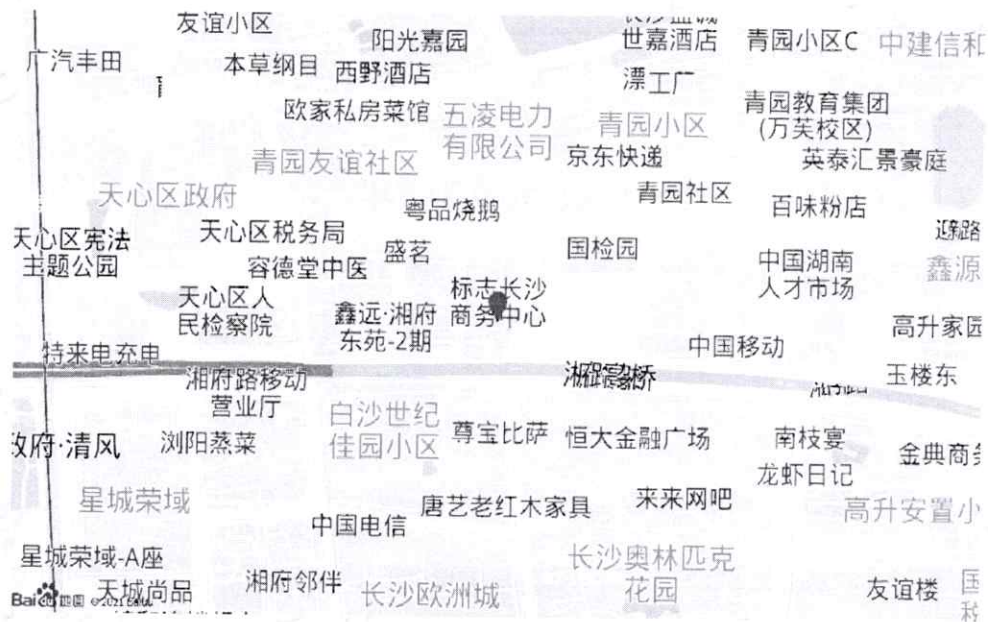 友谊小区
阳光嘉园
世嘉酒店
青园小区C
中建信和
广汽丰田
本草纲目
西野酒店
漂工厂
欧家私房菜馆
五凌电力
有限公司
青园小区
青园教育集团
(万芙校区)
青园友谊社区
京东快递
英泰汇景豪庭
天心区政府
粤品烧鹅
青园社区
百味粉店
天心区宪法
主题公园
天心区税务局
盛茗
国检园
迎新路
容德堂中医
中国湖南
人才市场
鑫源
天心区人
民检察院
鑫远·湘府
东苑-2期
标志长沙
商务中心
高升家园
特来电充电
中国移动
湘府路移动
营业厅
玉楼东
白沙世纪
佳园小区
政府·清风
浏阳蒸菜
尊宝比萨
恒大金融广场
南枝宴
金典商务
龙虾日记
星城荣域
中国电信
唐艺老红木家具
来来网吧
高升安置小
星城荣域-A座
长沙奥林匹克
花园
天城尚品
湘府邻伴
长沙欧洲城
友谊楼
Bai 地图